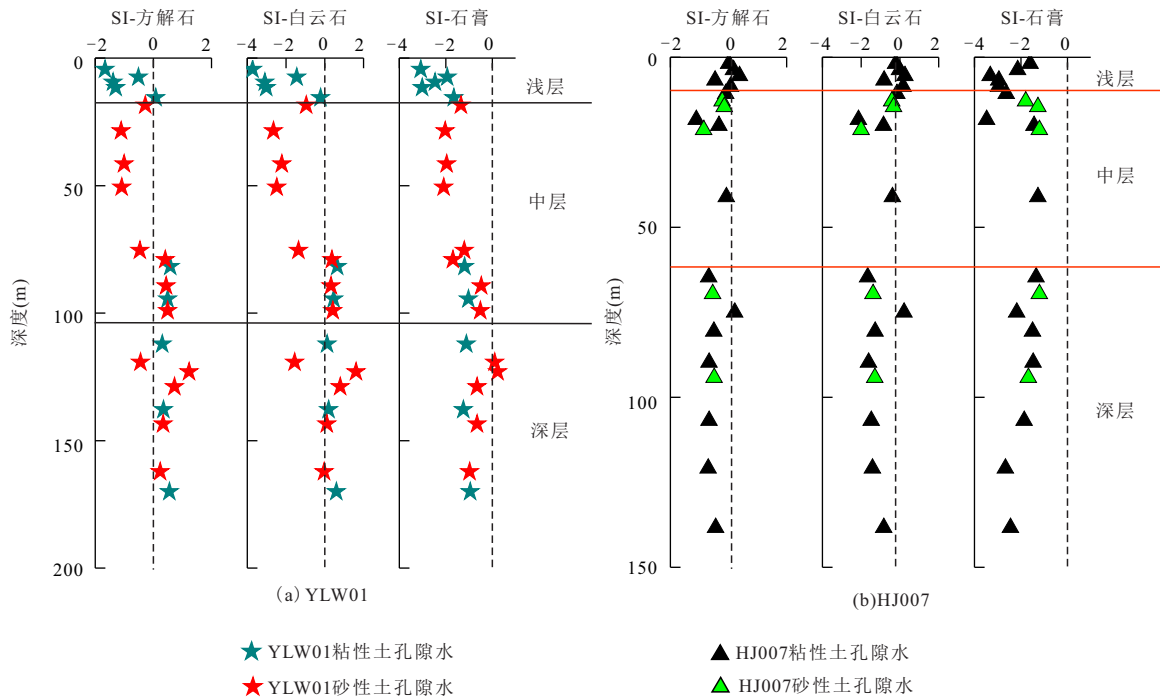 SI-方解石 SI-白云石 SI-石膏
−2 0 2 −4 −2 0 2 −4 −2 0
0
50
100
150
200
深度(m)
浅层
中层
深层
(a) YLW01
SI-方解石 SI-白云石 SI-石膏
−2 0 2 −4 −2 0 2 −4 −2 0
0
50
100
150
深度(m)
浅层
中层
深层
(b)HJ007
YLW01粘性土孔隙水
YLW01砂性土孔隙水
HJ007粘性土孔隙水
HJ007砂性土孔隙水